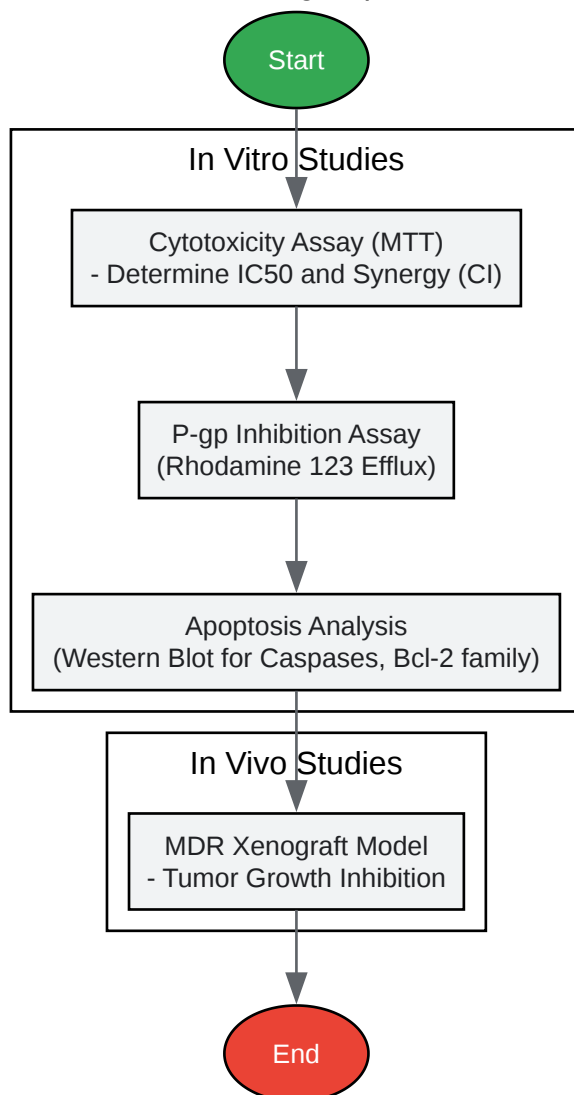 Start
In Vitro Studies
Cytotoxicity Assay (MTT)
- Determine IC50 and Synergy (CI)
P-gp Inhibition Assay
(Rhodamine 123 Efflux)
Apoptosis Analysis
(Western Blot for Caspases, Bcl-2 family)
In Vivo Studies
MDR Xenograft Model
- Tumor Growth Inhibition
End